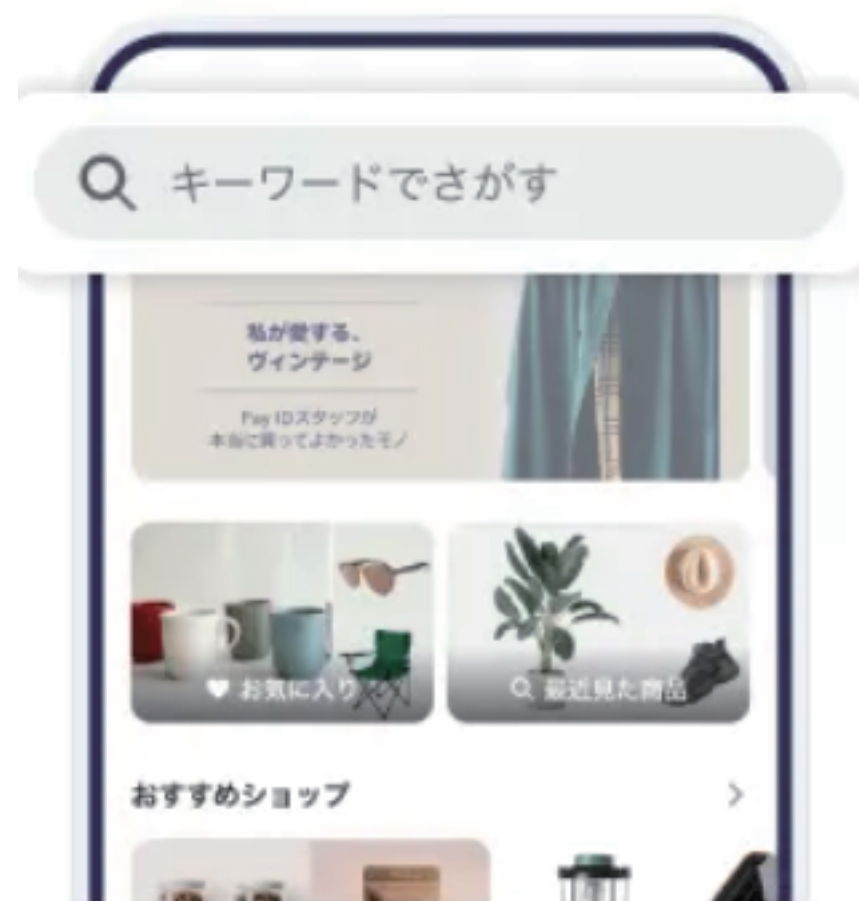 キーワードでさがす
私が愛する、
ヴィンテージ
Pay IDスタッフが
本当に買ってよかったモノ
お気に入り
最近見た商品
おすすめショップ